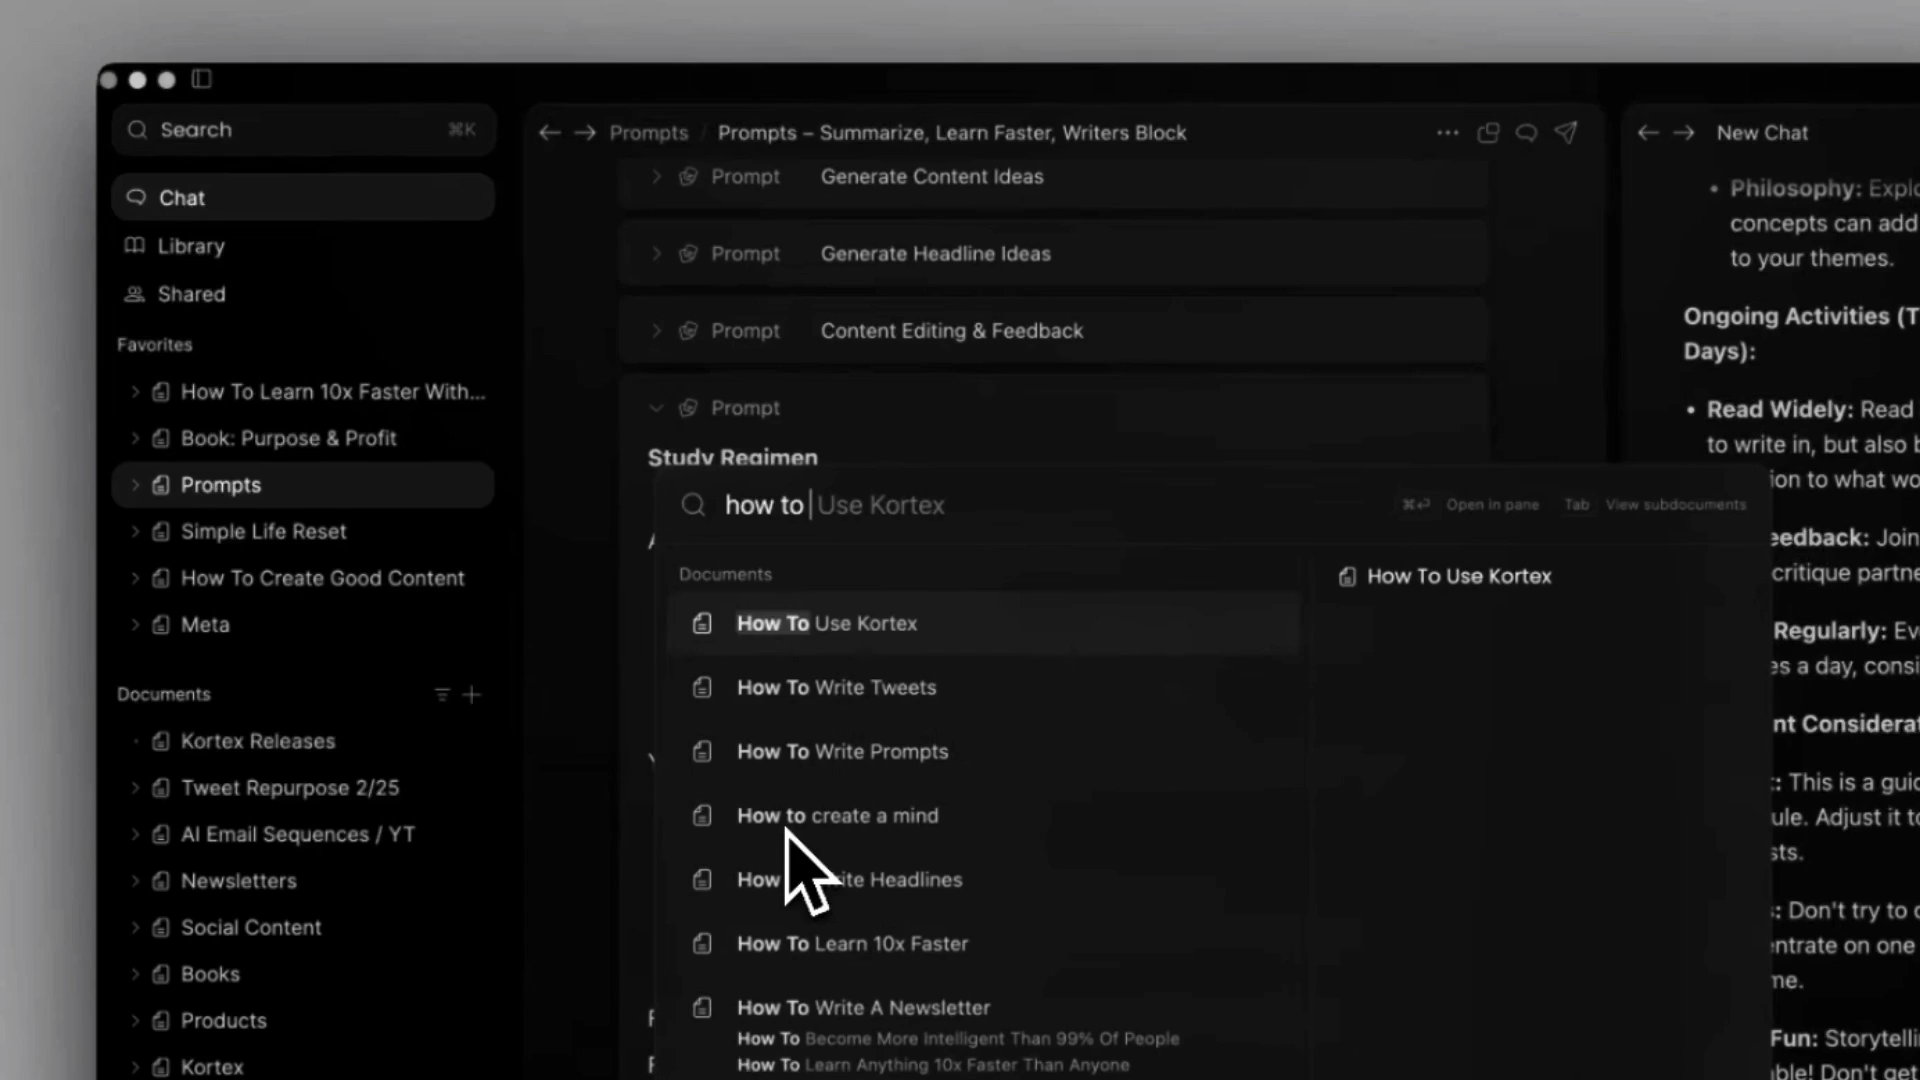 Search ⌘K
Chat
Library
Shared
Favorites
How To Learn 10x Faster With...
Book: Purpose & Profit
Prompts
Simple Life Reset
How To Create Good Content
Meta
Documents
Kortex Releases
Tweet Repurpose 2/25
AI Email Sequences / YT
Newsletters
Social Content
Books
Products
Kortex
Prompts / Prompts – Summarize, Learn Faster, Writers Block
Prompt Generate Content Ideas
Prompt Generate Headline Ideas
Prompt Content Editing & Feedback
Prompt
Study Regimen
how to Use Kortex
⌘⏎ Open in pane Tab View subdocuments
Documents
How To Use Kortex
How To Write Tweets
How To Write Prompts
How to create a mind
How ite Headlines
How To Learn 10x Faster
How To Write A Newsletter
How To Become More Intelligent Than 99% Of People
How To Learn Anything 10x Faster Than Anyone
How To Use Kortex
New Chat
• Philosophy: Explo
concepts can add
to your themes.
Ongoing Activities (T
Days):
• Read Widely: Read
to write in, but also b
ion to what wo
eedback: Join
critique partne
Regularly: Ev
es a day, consi
nt Considerat
: This is a guid
ule. Adjust it to
sts.
: Don't try to
entrate on one
me.
Fun: Storytelli
ble! Don't get